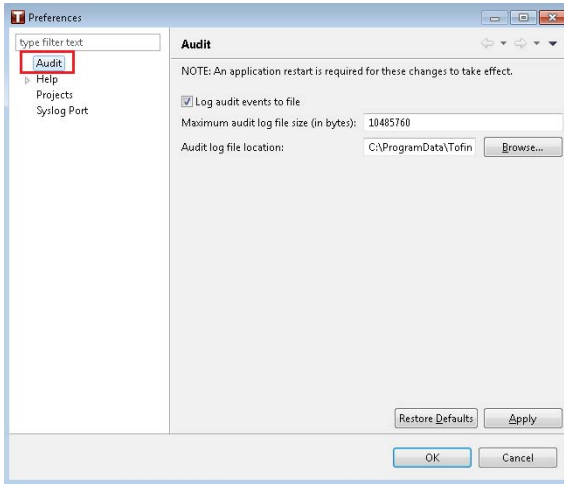 Preferences
type filter text
Audit
Help
Projects
Syslog Port
Audit
NOTE: An application restart is required for these changes to take effect.
Log audit events to file
Maximum audit log file size (in bytes): 10485760
Audit log file location: C:\ProgramData\Tofin Browse...
Restore Defaults Apply
OK Cancel